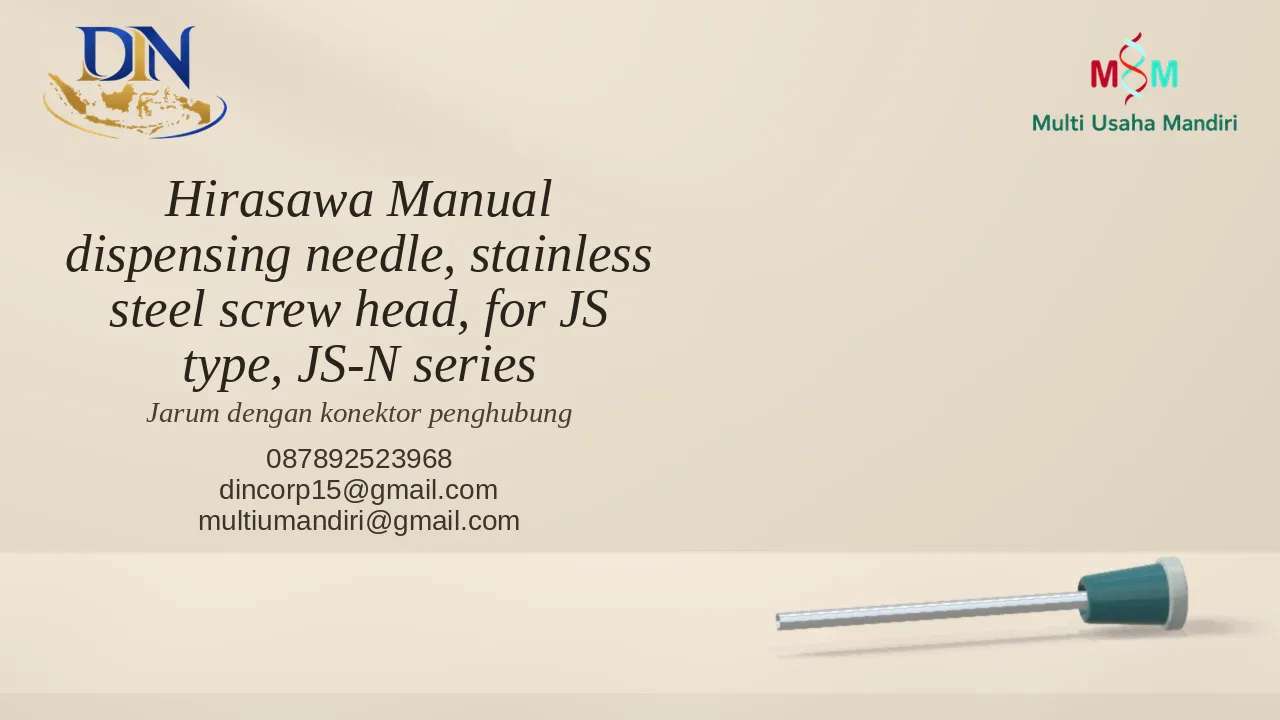 DN
M M
Multi Usaha Mandiri
Hirasawa Manual
dispensing needle, stainless
steel screw head, for JS
type, JS-N series
Jarum dengan konektor penghubung
087892523968
dincorp15@gmail.com
multiumandiri@gmail.com